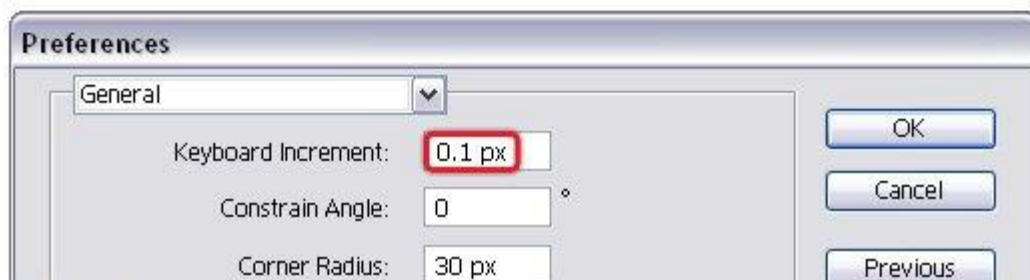 Preferences
General
OK
Keyboard Increment: 0.1 px
Cancel
Constrain Angle: 0 °
Corner Radius: 30 px
Previous